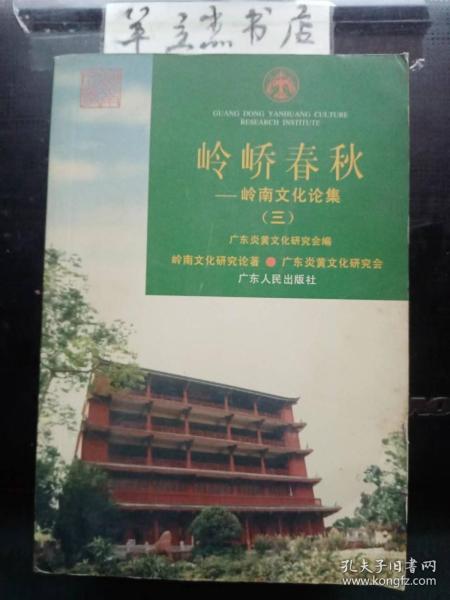 羊立杰书店
GUANG DONG YANHUANG CULTURE
RESEARCH INSTITUTE
岭峤春秋
——岭南文化论集
（三）
广东炎黄文化研究会编
岭南文化研究论著●广东炎黄文化研究会
广东人民出版社
孔夫子旧书网
www.kongfz.com